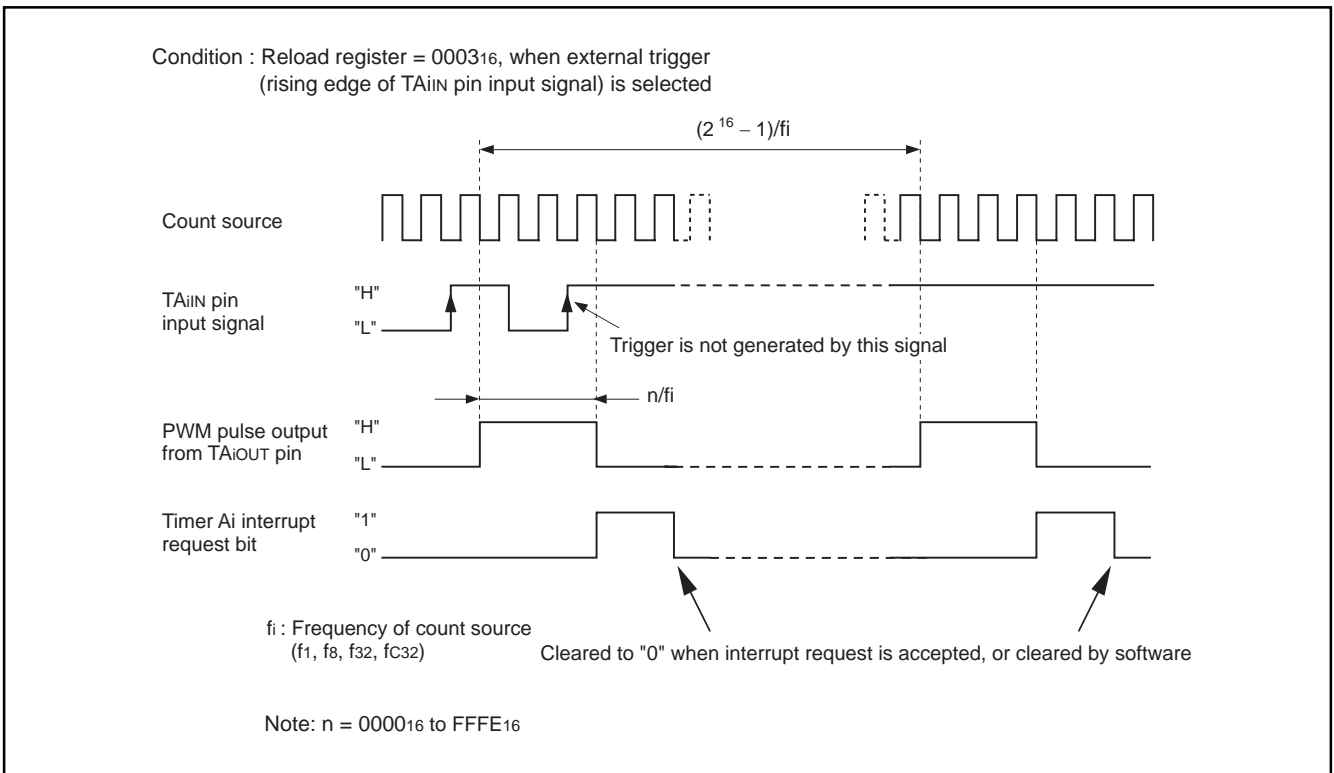 Condition : Reload register = 000316, when external trigger
(rising edge of TAiIN pin input signal) is selected
(2 16 – 1)/fi
Count source
TAiIN pin
input signal
"H"
"L"
Trigger is not generated by this signal
n/fi
PWM pulse output
from TAiOUT pin
"H"
"L"
Timer Ai interrupt
request bit
"1"
"0"
fi : Frequency of count source
(f1, f8, f32, fC32)
Cleared to "0" when interrupt request is accepted, or cleared by software
Note: n = 000016 to FFFE16